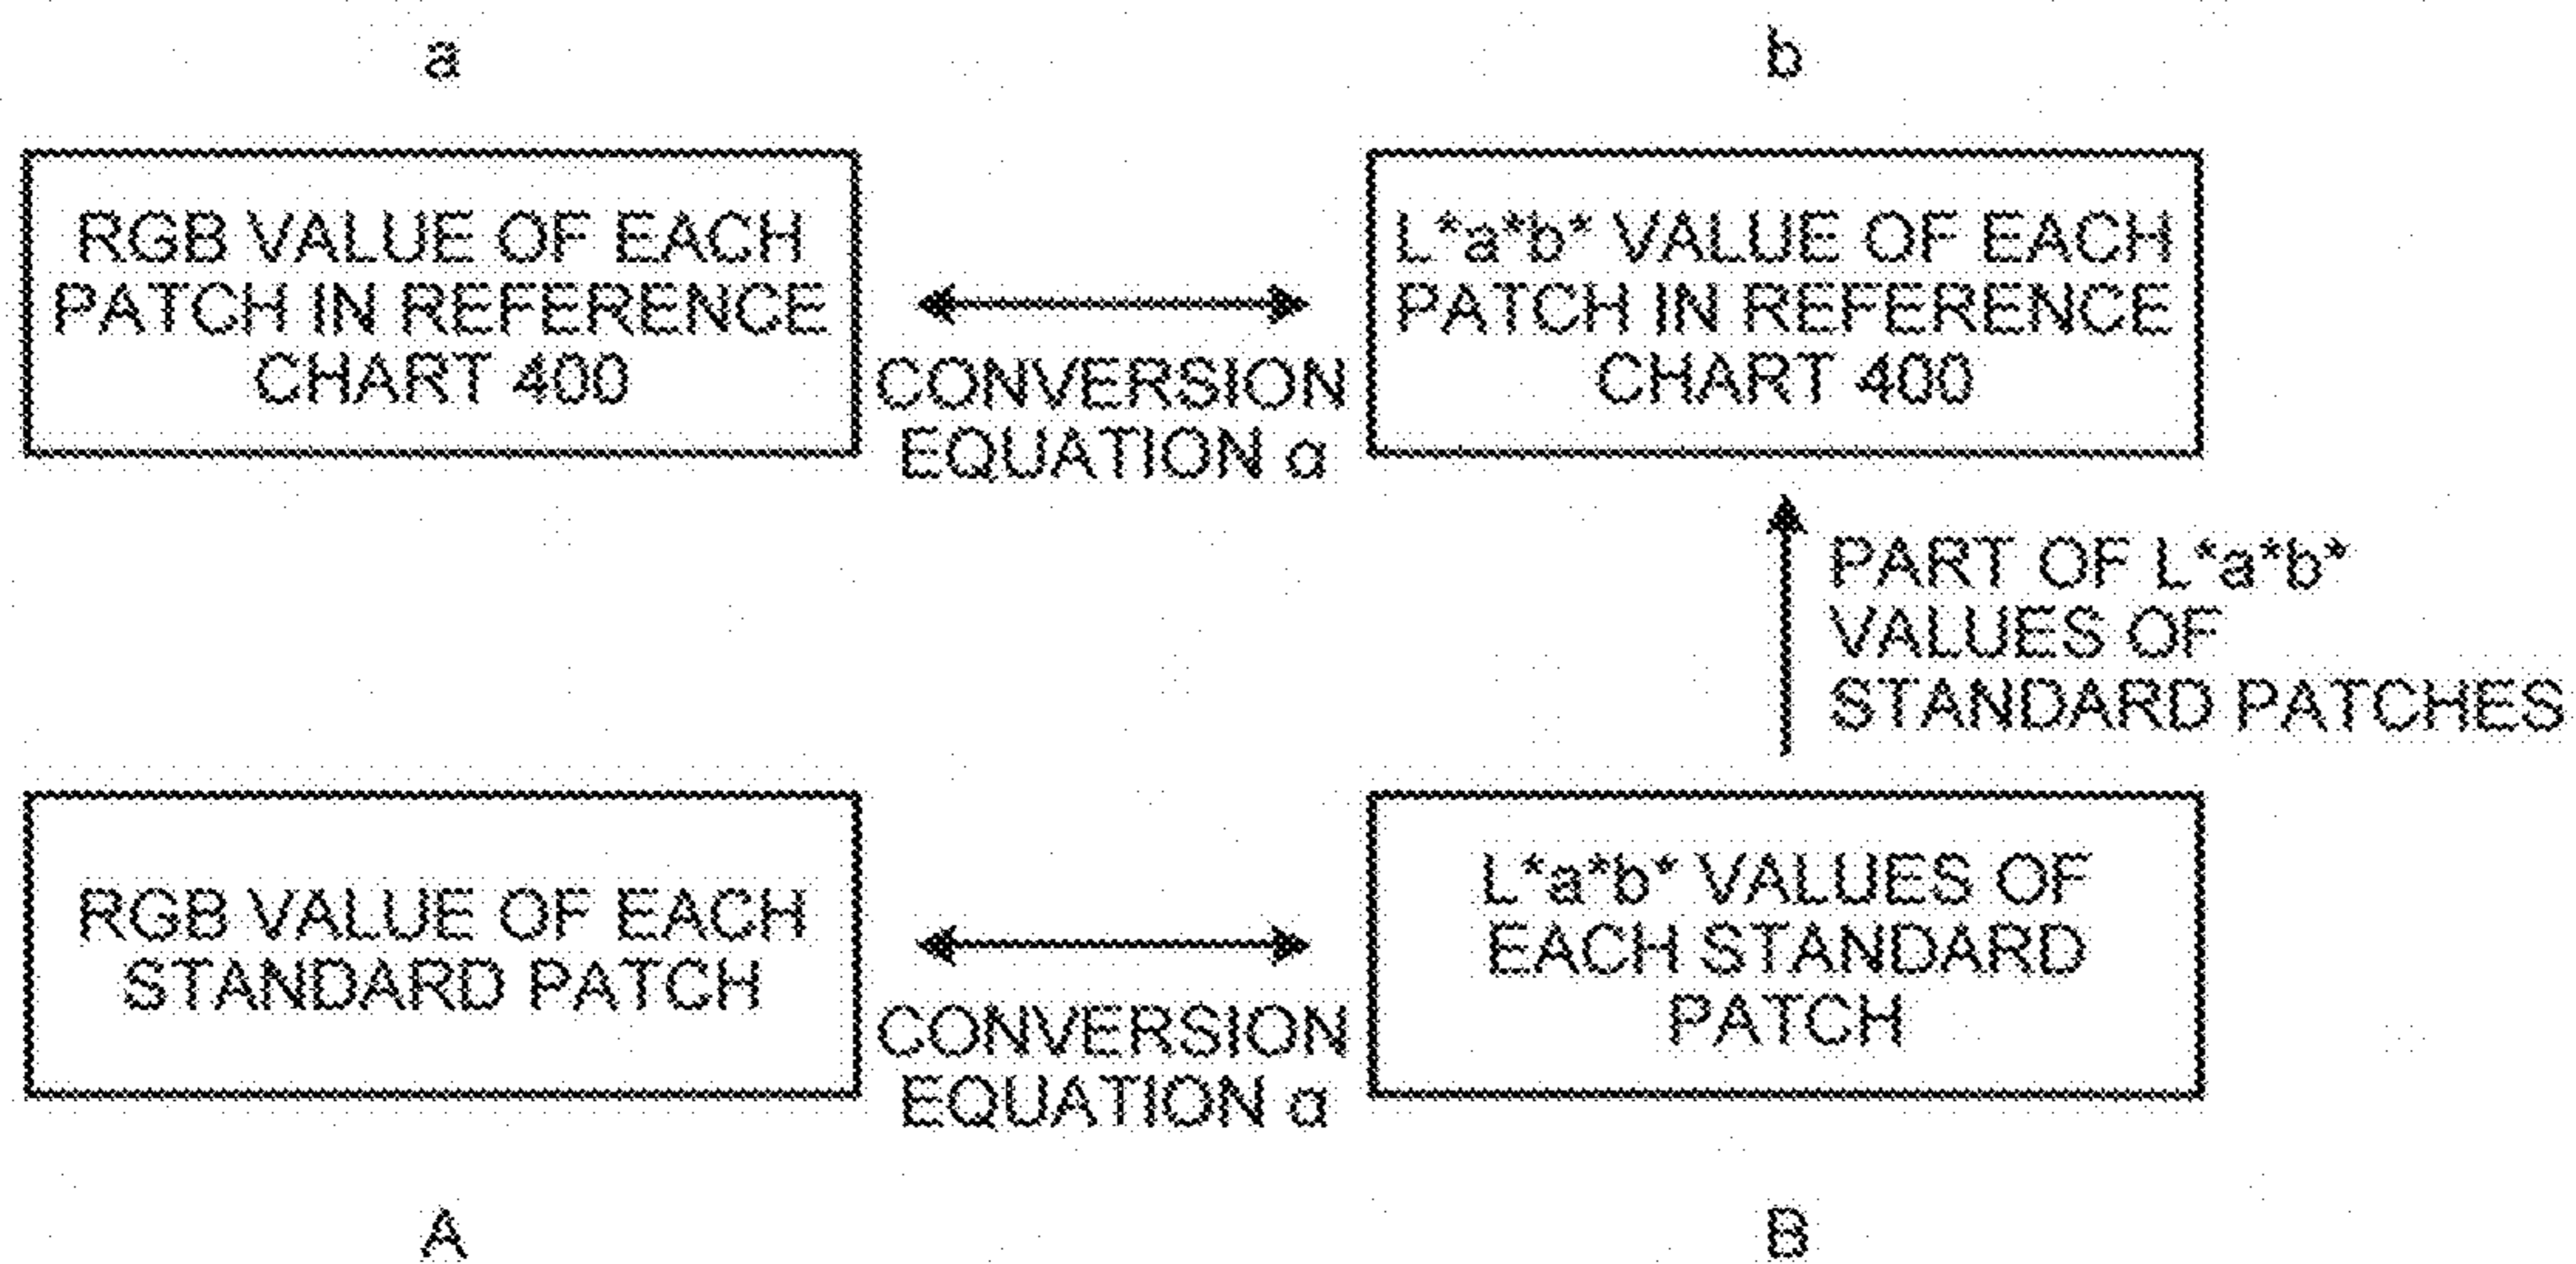 a
b
RGB VALUE OF EACH
PATCH IN REFERENCE
CHART 400
CONVERSION
EQUATION α
L*a*b* VALUE OF EACH
PATCH IN REFERENCE
CHART 400
PART OF L*a*b*
VALUES OF
STANDARD PATCHES
RGB VALUE OF EACH
STANDARD PATCH
CONVERSION
EQUATION α
L*a*b* VALUES OF
EACH STANDARD
PATCH
A
B